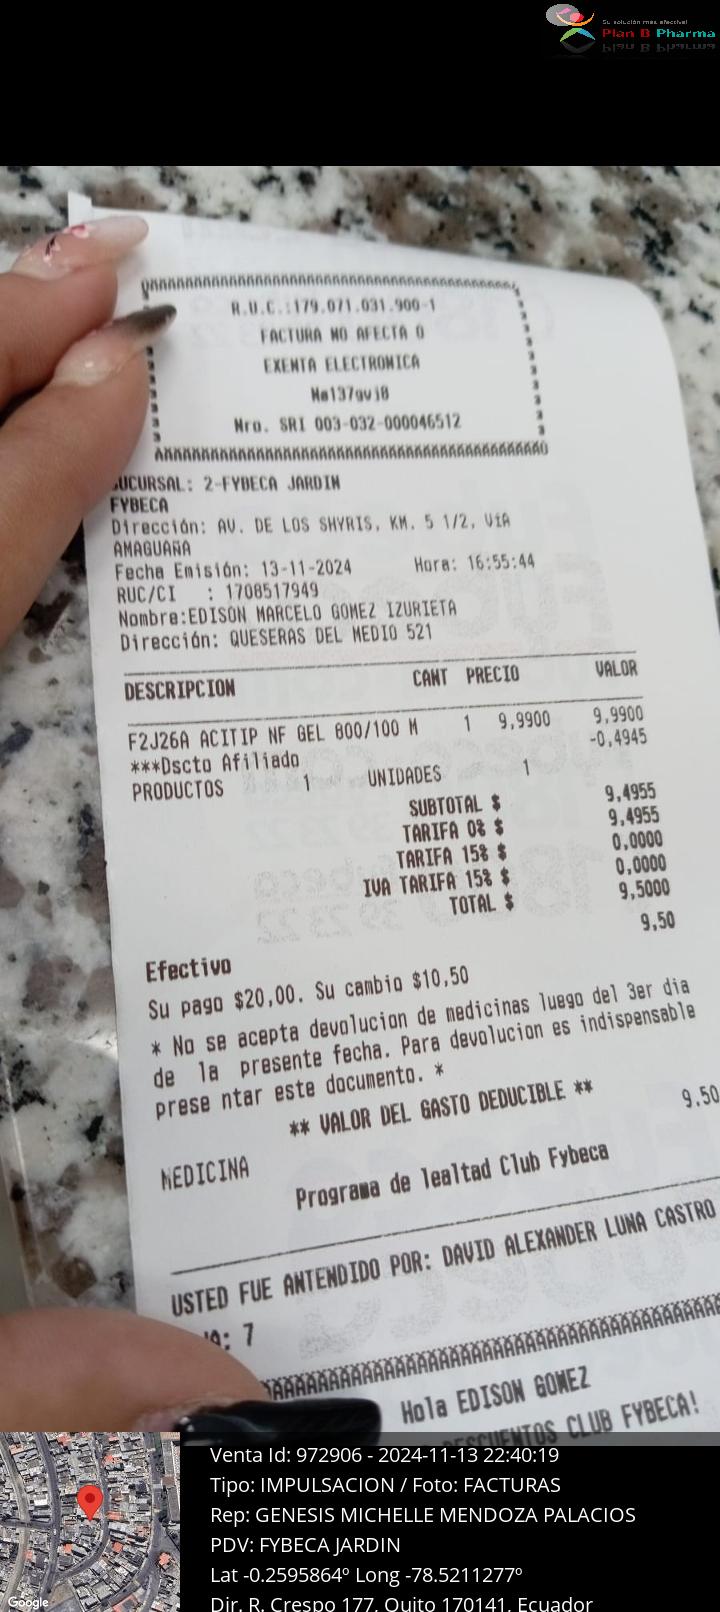 Su solución más efectiva!
Plan B Pharma
R.U.C.:179.071.031.900-1
FACTURA NO AFECTA O
EXENTA ELECTRONICA
Nro. SRI 003-032-000046512
SUCURSAL: 2-FYBECA JARDIN
FYBECA
Dirección: AV. DE LOS SHYRIS, KM. 5 1/2, VíA
AMAGUAÑA
Fecha Emisión: 13-11-2024 Hora: 16:55:44
RUC/CI : 1708517949
Nombre:EDISON MARCELO GOMEZ IZURIETA
Dirección: QUESERAS DEL MEDIO 521
DESCRIPCION CANT PRECIO VALOR
F2J26A ACITIP NF GEL 800/100 M 1 9,9900 9,9900
***Dscto Afiliado -0,4945
PRODUCTOS 1 UNIDADES 1
SUBTOTAL $ 9,4955
TARIFA 0% $ 9,4955
TARIFA 15% $ 0,0000
IVA TARIFA 15% $ 0,0000
TOTAL $ 9,5000
9,50
Efectivo
Su pago $20,00. Su cambio $10,50
* No se acepta devolucion de medicinas luego del 3er dia
de la presente fecha. Para devolucion es indispensable
prese ntar este documento. *
** VALOR DEL GASTO DEDUCIBLE **
MEDICINA 9.50
Programa de lealtad Club Fybeca
USTED FUE ANTENDIDO POR: DAVID ALEXANDER LUNA CASTRO
: 7
Hola EDISON GOMEZ
DESCUENTOS CLUB FYBECA!
Venta Id: 972906 - 2024-11-13 22:40:19
Tipo: IMPULSACION / Foto: FACTURAS
Rep: GENESIS MICHELLE MENDOZA PALACIOS
PDV: FYBECA JARDIN
Lat -0.2595864º Long -78.5211277º
Dir. R. Crespo 177, Quito 170141, Ecuador
Google